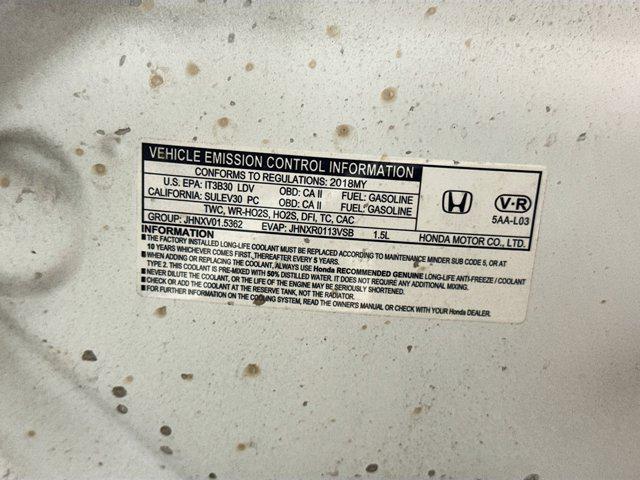 VEHICLE EMISSION CONTROL INFORMATION
CONFORMS TO REGULATIONS: 2018MY
U.S. EPA: IT3B30 LDV OBD: CA II FUEL: GASOLINE
CALIFORNIA: SULEV30 PC OBD: CA II FUEL: GASOLINE
TWC, WR-HO2S, HO2S, DFI, TC, CAC
GROUP: JHNXV01.5362 EVAP: JHNXR0113VSB 1.5L
V-R
5AA-L03
HONDA MOTOR CO., LTD.
INFORMATION
■ THE FACTORY INSTALLED LONG-LIFE COOLANT MUST BE REPLACED ACCORDING TO MAINTENANCE MINDER SUB CODE 5, OR AT
10 YEARS WHICHEVER COMES FIRST, THEREAFTER EVERY 5 YEARS.
■ WHEN ADDING OR REPLACING THE COOLANT, ALWAYS USE Honda RECOMMENDED GENUINE LONG-LIFE ANTI-FREEZE / COOLANT
TYPE 2. THIS COOLANT IS PRE-MIXED WITH 50% DISTILLED WATER. IT DOES NOT REQUIRE ANY ADDITIONAL MIXING.
■ NEVER DILUTE THE COOLANT, OR THE LIFE OF THE ENGINE MAY BE SERIOUSLY SHORTENED.
■ CHECK OR ADD THE COOLANT AT THE RESERVE TANK, NOT THE RADIATOR.
■ FOR FURTHER INFORMATION ON THE COOLING SYSTEM, READ THE OWNER'S MANUAL OR CHECK WITH YOUR Honda DEALER.